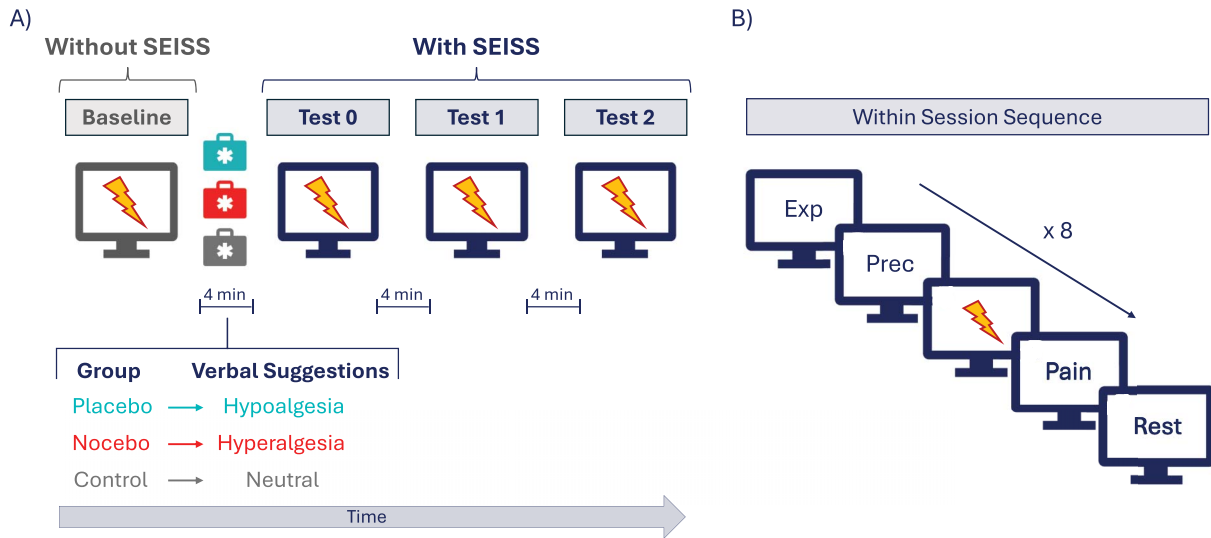 A)
Without SEISS
With SEISS
Baseline
Test 0
Test 1
Test 2
4 min
4 min
4 min
Group
Verbal Suggestions
Placebo
Hypoalgesia
Nocebo
Hyperalgesia
Control
Neutral
Time
B)
Within Session Sequence
Exp
x 8
Prec
Pain
Rest